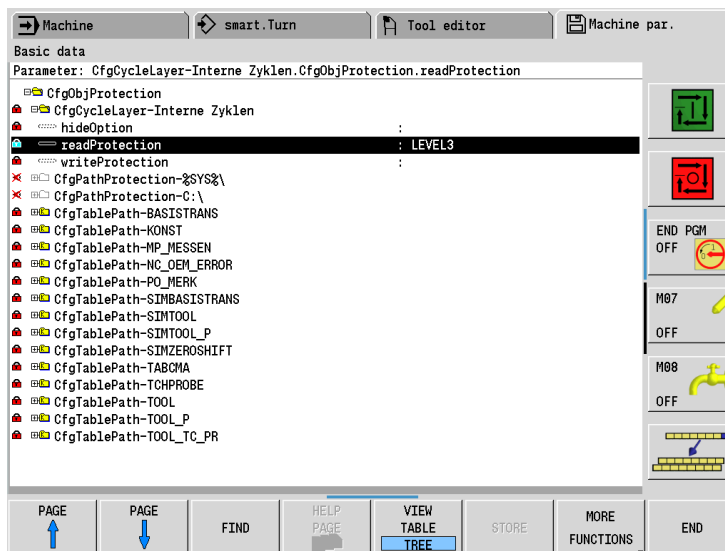 Machine
smart.Turn
Tool editor
Machine par.
Basic data
Parameter: CfgCycleLayer-Interne Zyklen.CfgObjProtection.readProtection
CfgObjProtection
CfgCycleLayer-Interne Zyklen
hideOption :
readProtection : LEVEL3
writeProtection :
CfgPathProtection-%SYS%\
CfgPathProtection-C:\
CfgTablePath-BASISTRANS
CfgTablePath-KONST
CfgTablePath-MP_MESSEN
CfgTablePath-NC_OEM_ERROR
CfgTablePath-PO_MERK
CfgTablePath-SIMBASISTRANS
CfgTablePath-SIMTOOL
CfgTablePath-SIMTOOL_P
CfgTablePath-SIMZEROSHIFT
CfgTablePath-TABCMA
CfgTablePath-TCHPROBE
CfgTablePath-TOOL
CfgTablePath-TOOL_P
CfgTablePath-TOOL_TC_PR
END PGM
OFF
M07
OFF
M08
OFF
PAGE
PAGE
FIND
HELP
PAGE
VIEW
TABLE
TREE
STORE
MORE
FUNCTIONS
END